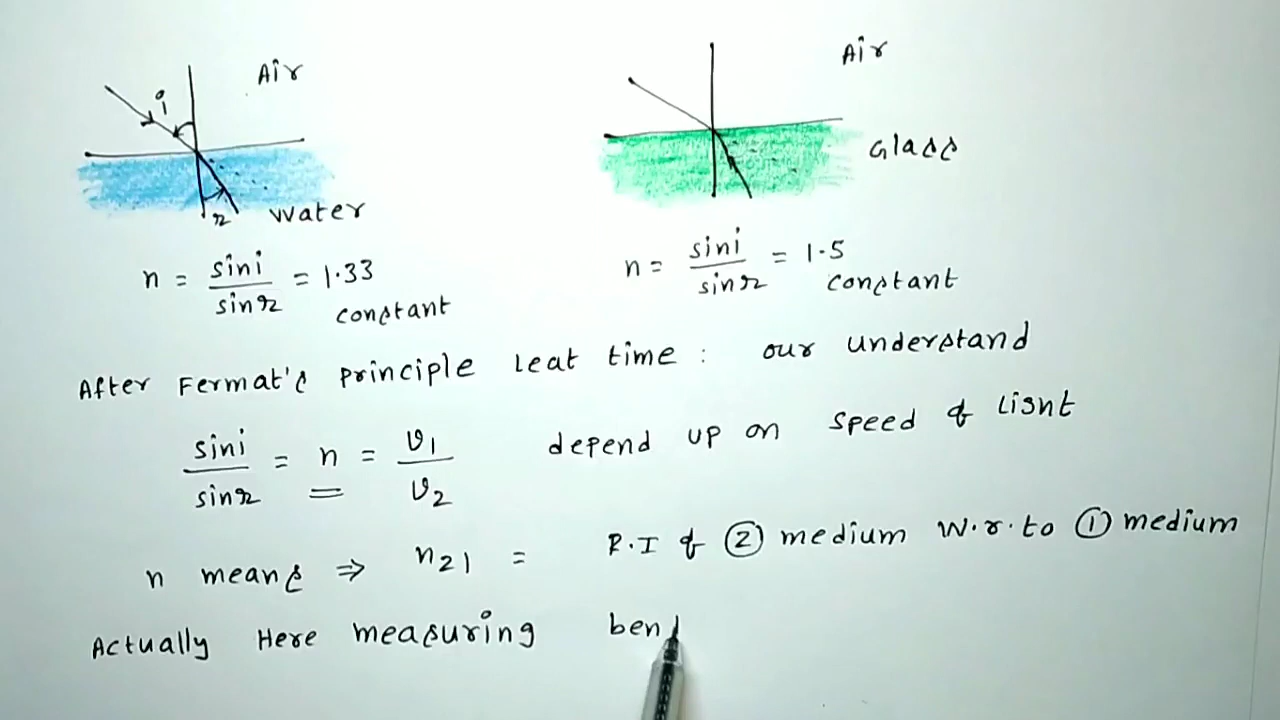 Air
i
Water
r
n = sini/sinr = 1.33
constant
Air
Glass
n = sini/sinr = 1.5
constant
After Fermat's Principle Leat time : our understand
sini/sinr = n = v1/v2 depend up on speed of Lisnt
n means ⇒ n21 = R.I of ② medium w.r.to ① medium
Actually Here measuring ben